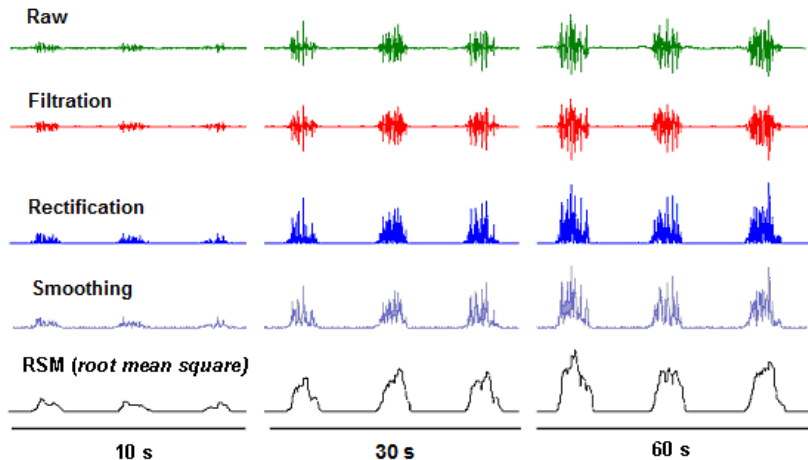 Raw
Filtration
Rectification
Smoothing
RSM (root mean square)
10 s
30 s
60 s